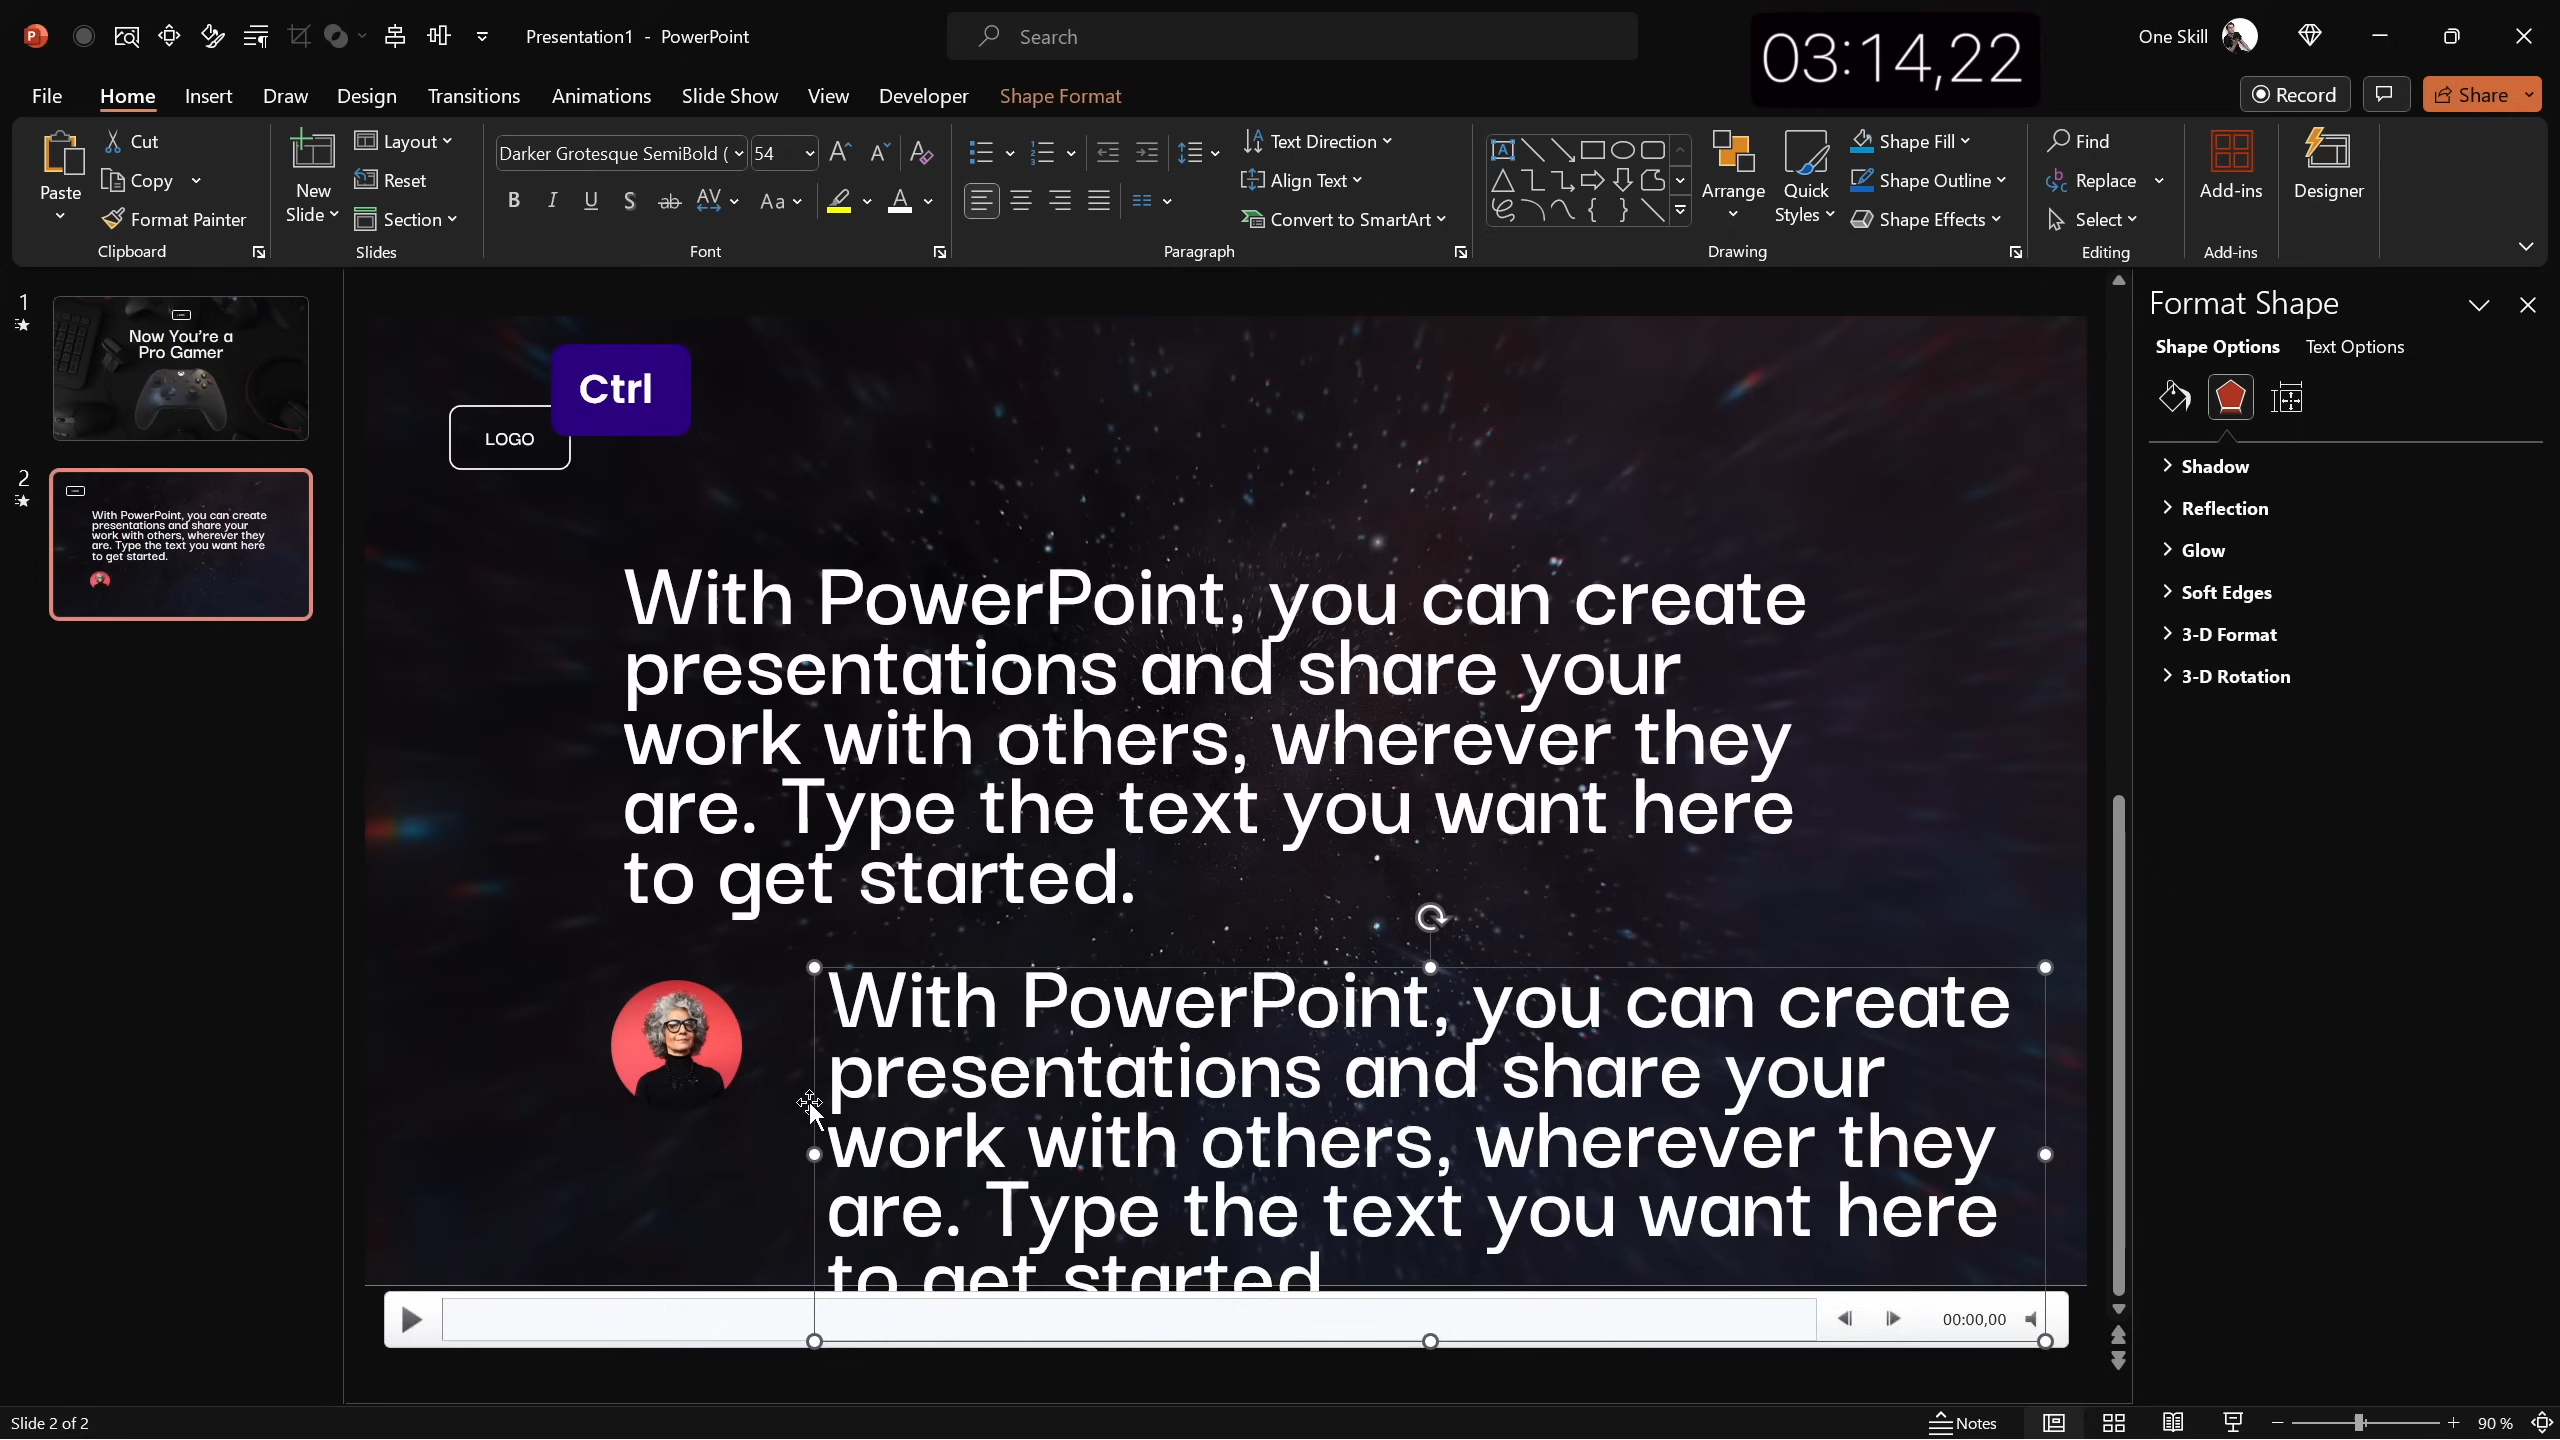 Presentation1 - PowerPoint
Search
03:14,22
One Skill
File Home Insert Draw Design Transitions Animations Slide Show View Developer Shape Format
Record
Share
Paste
Cut
Copy
Format Painter
Clipboard
New Slide
Layout
Reset
Section
Slides
Darker Grotesque SemiBold (
54
Font
Text Direction
Align Text
Convert to SmartArt
Paragraph
Arrange
Quick Styles
Shape Fill
Shape Outline
Shape Effects
Drawing
Find
Replace
Select
Editing
Add-ins
Add-ins
Designer
1
Now You're a
Pro Gamer
2
With PowerPoint, you can create
presentations and share your
work with others, wherever they
are. Type the text you want here
to get started.
Ctrl
LOGO
With PowerPoint, you can create
presentations and share your
work with others, wherever they
are. Type the text you want here
to get started.
With PowerPoint, you can create
presentations and share your
work with others, wherever they
are. Type the text you want here
to get started
00:00,00
Format Shape
Shape Options Text Options
Shadow
Reflection
Glow
Soft Edges
3-D Format
3-D Rotation
Slide 2 of 2
Notes
90 %